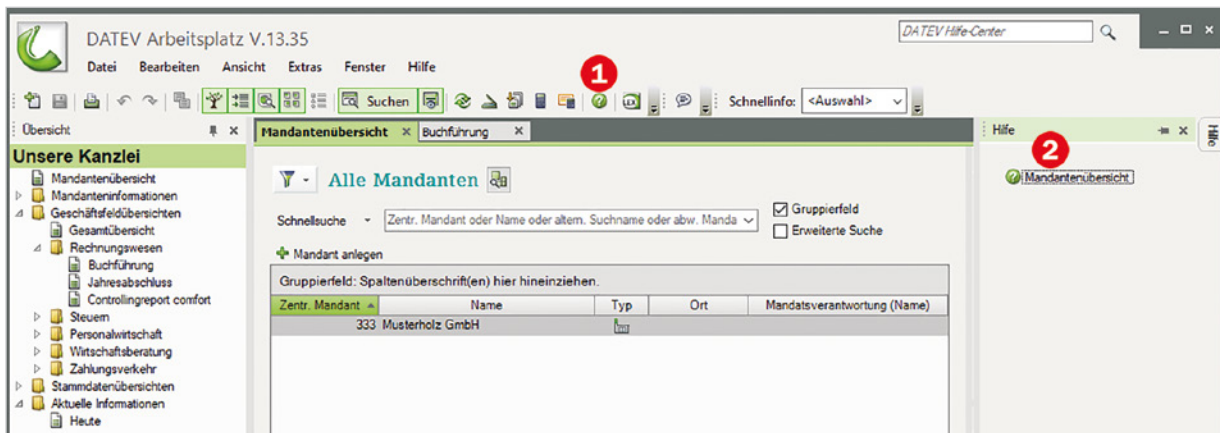 DATEV Arbeitsplatz V.13.35
DATEV Hilfe-Center
Datei Bearbeiten Ansicht Extras Fenster Hilfe
1
Suchen
Schnellinfo: <Auswahl>
Übersicht
Unsere Kanzlei
Mandantenübersicht
Mandanteninformationen
Geschäftsfeldübersichten
Gesamtübersicht
Rechnungswesen
Buchführung
Jahresabschluss
Controllingreport comfort
Steuern
Personalwirtschaft
Wirtschaftsberatung
Zahlungsverkehr
Stammdatenübersichten
Aktuelle Informationen
Heute
Mandantenübersicht Buchführung
Alle Mandanten
Schnellsuche Zentr. Mandant oder Name oder altern. Suchname oder abw. Manda
Gruppierfeld
Erweiterte Suche
Mandant anlegen
Gruppierfeld: Spaltenüberschrift(en) hier hineinziehen.
Zentr. Mandant Name Typ Ort Mandatsverantwortung (Name)
333 Musterholz GmbH
Hilfe
2
Mandantenübersicht
Hilfe